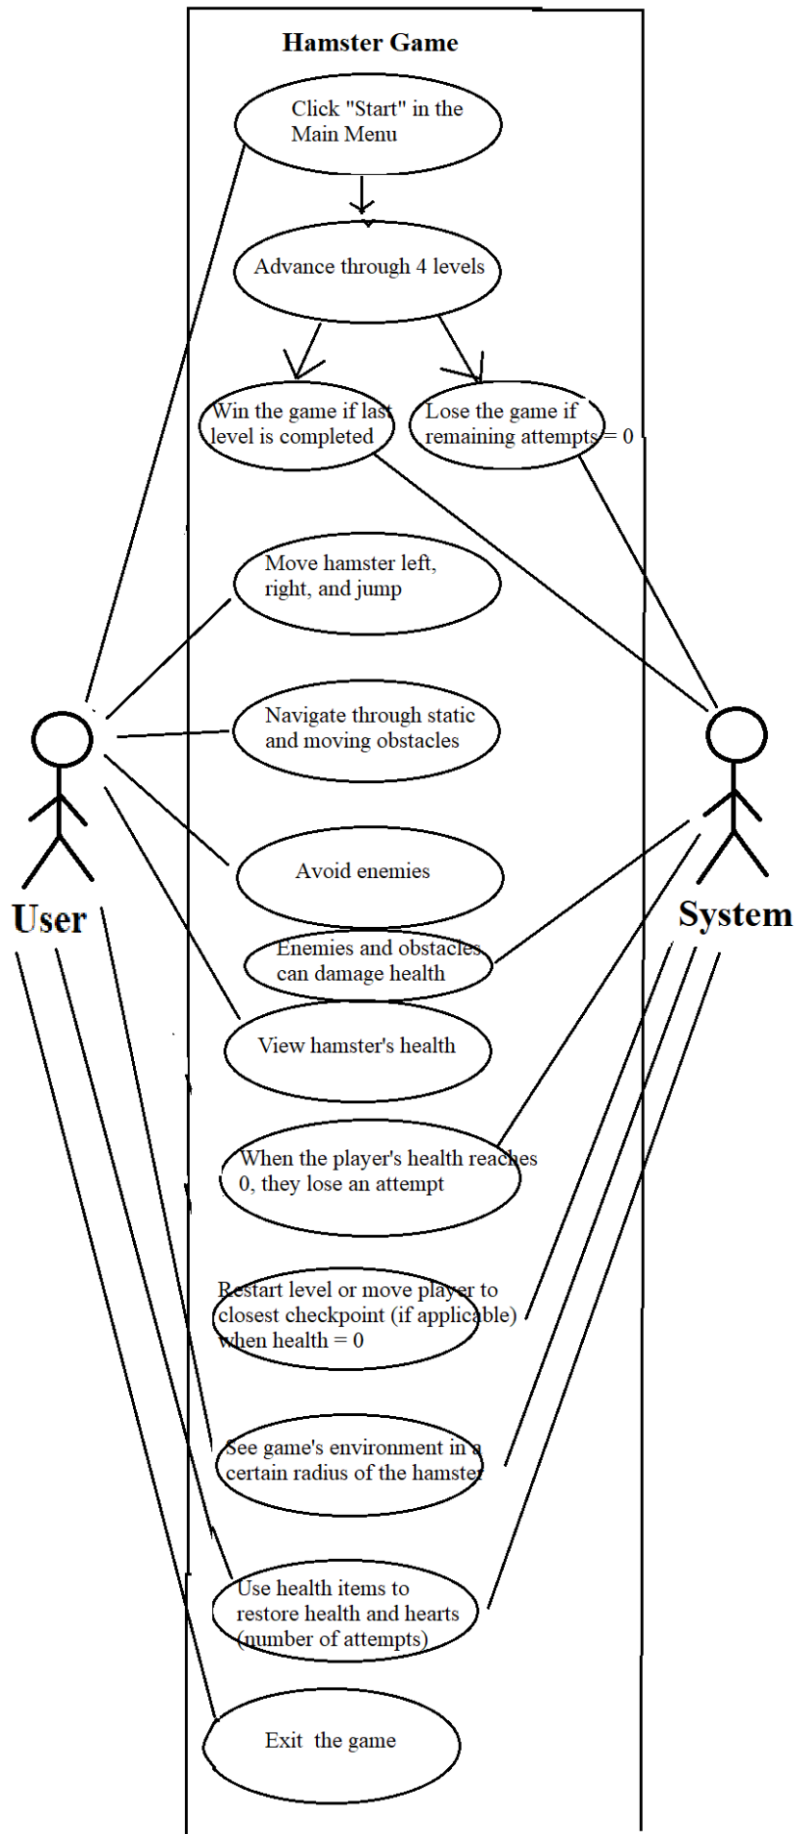 Hamster Game
Click "Start" in the
Main Menu
Advance through 4 levels
Win the game if last
level is completed
Lose the game if
remaining attempts = 0
Move hamster left,
right, and jump
Navigate through static
and moving obstacles
Avoid enemies
User
System
Enemies and obstacles
can damage health
View hamster's health
When the player's health reaches
0, they lose an attempt
Restart level or move player to
closest checkpoint (if applicable)
when health = 0
See game's environment in a
certain radius of the hamster
Use health items to
restore health and hearts
(number of attempts)
Exit the game